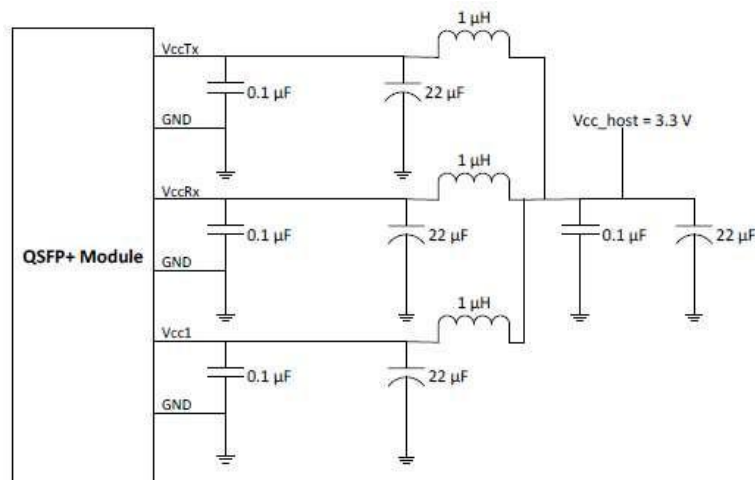 1 µH
VccTx
0.1 µF
22 µF
GND
Vcc_host = 3.3 V
1 µH
VccRx
0.1 µF
22 µF
0.1 µF
22 µF
QSFP+ Module
GND
1 µH
Vcc1
0.1 µF
22 µF
GND